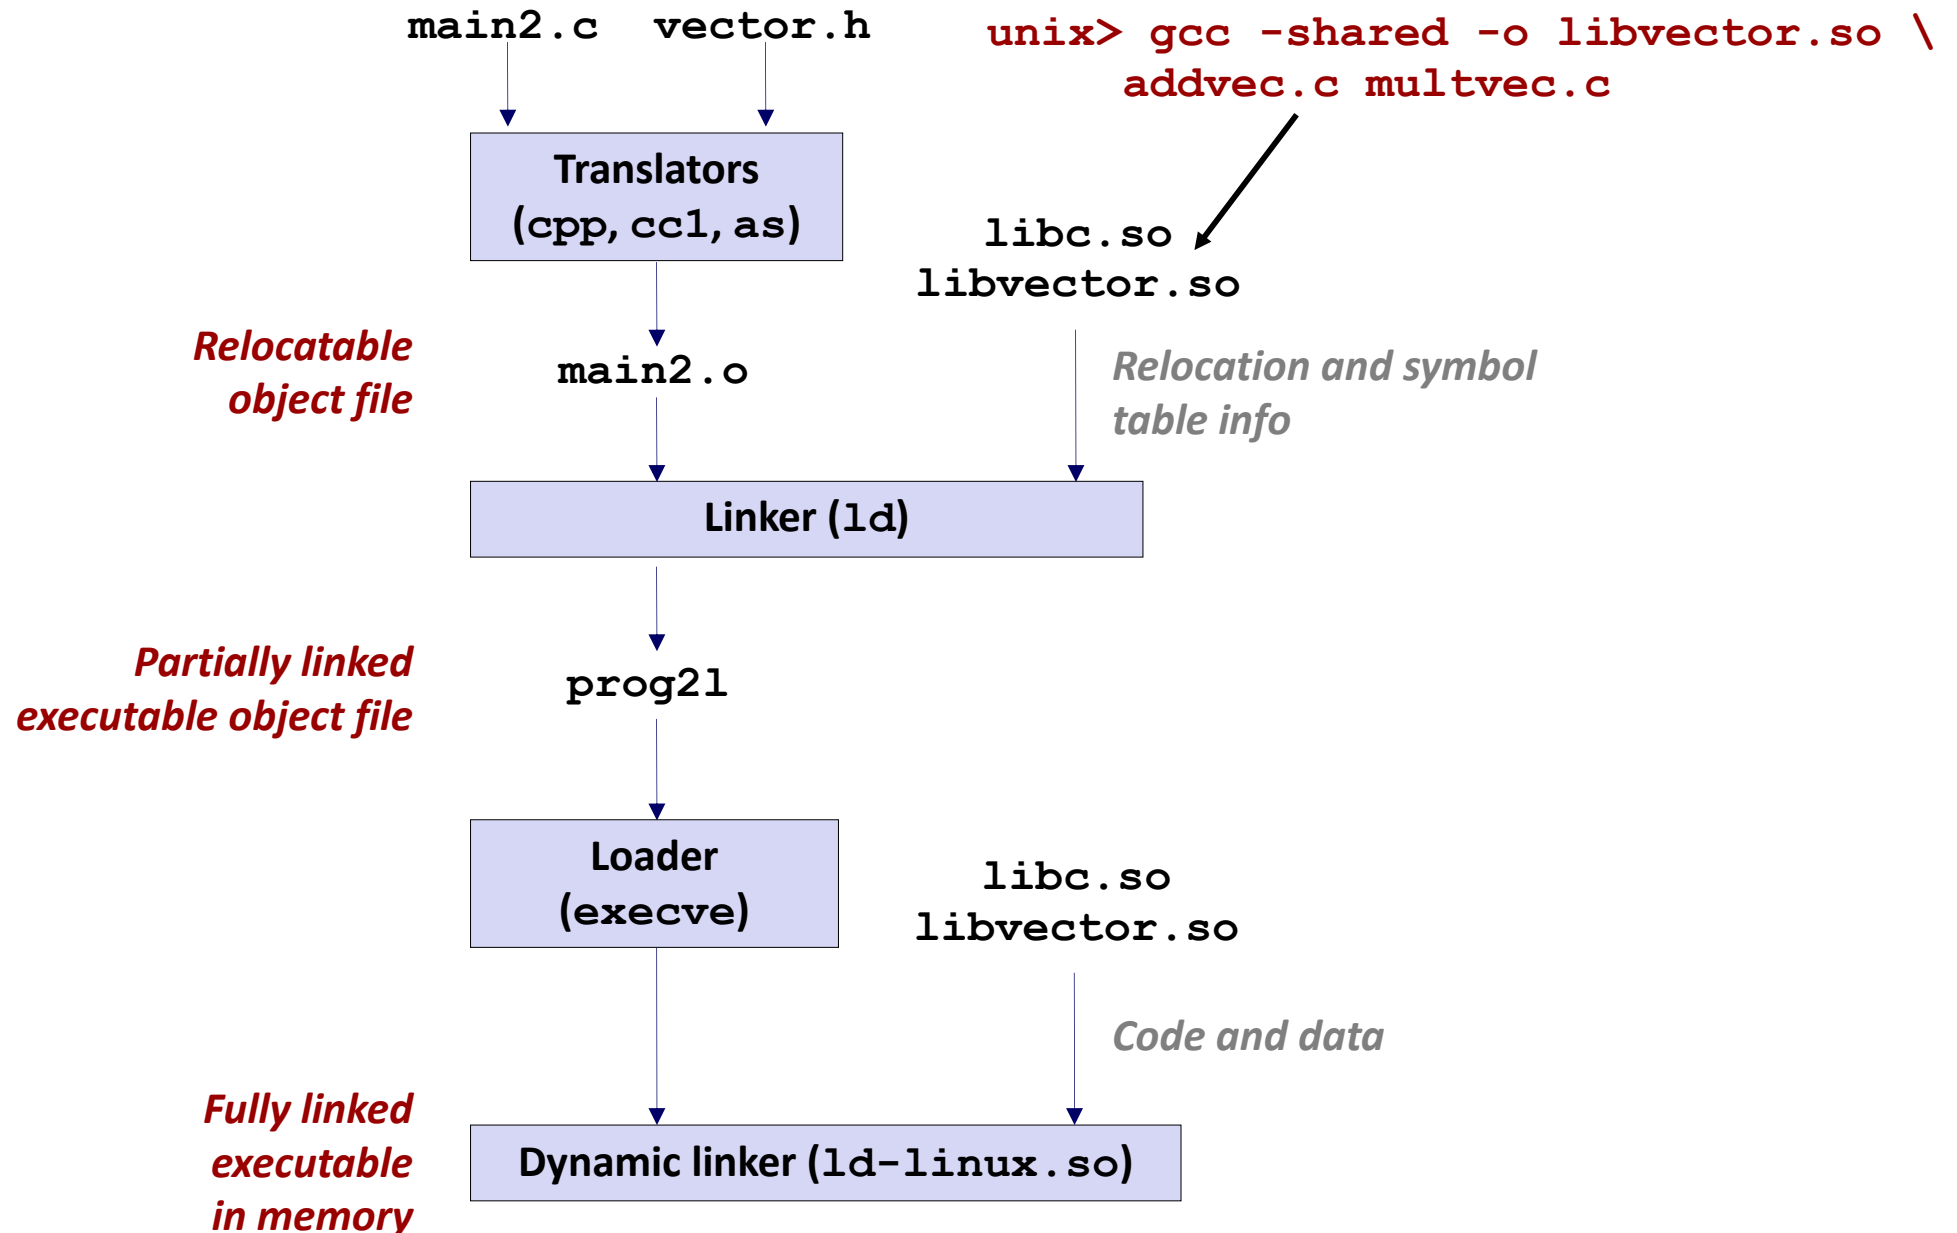 main2.c vector.h
unix> gcc -shared -o libvector.so \
addvec.c multvec.c
Translators
(cpp, cc1, as)
libc.so
libvector.so
Relocatable
object file
main2.o
Relocation and symbol
table info
Linker (ld)
Partially linked
executable object file
prog2l
Loader
(execve)
libc.so
libvector.so
Code and data
Fully linked
executable
in memory
Dynamic linker (ld-linux.so)